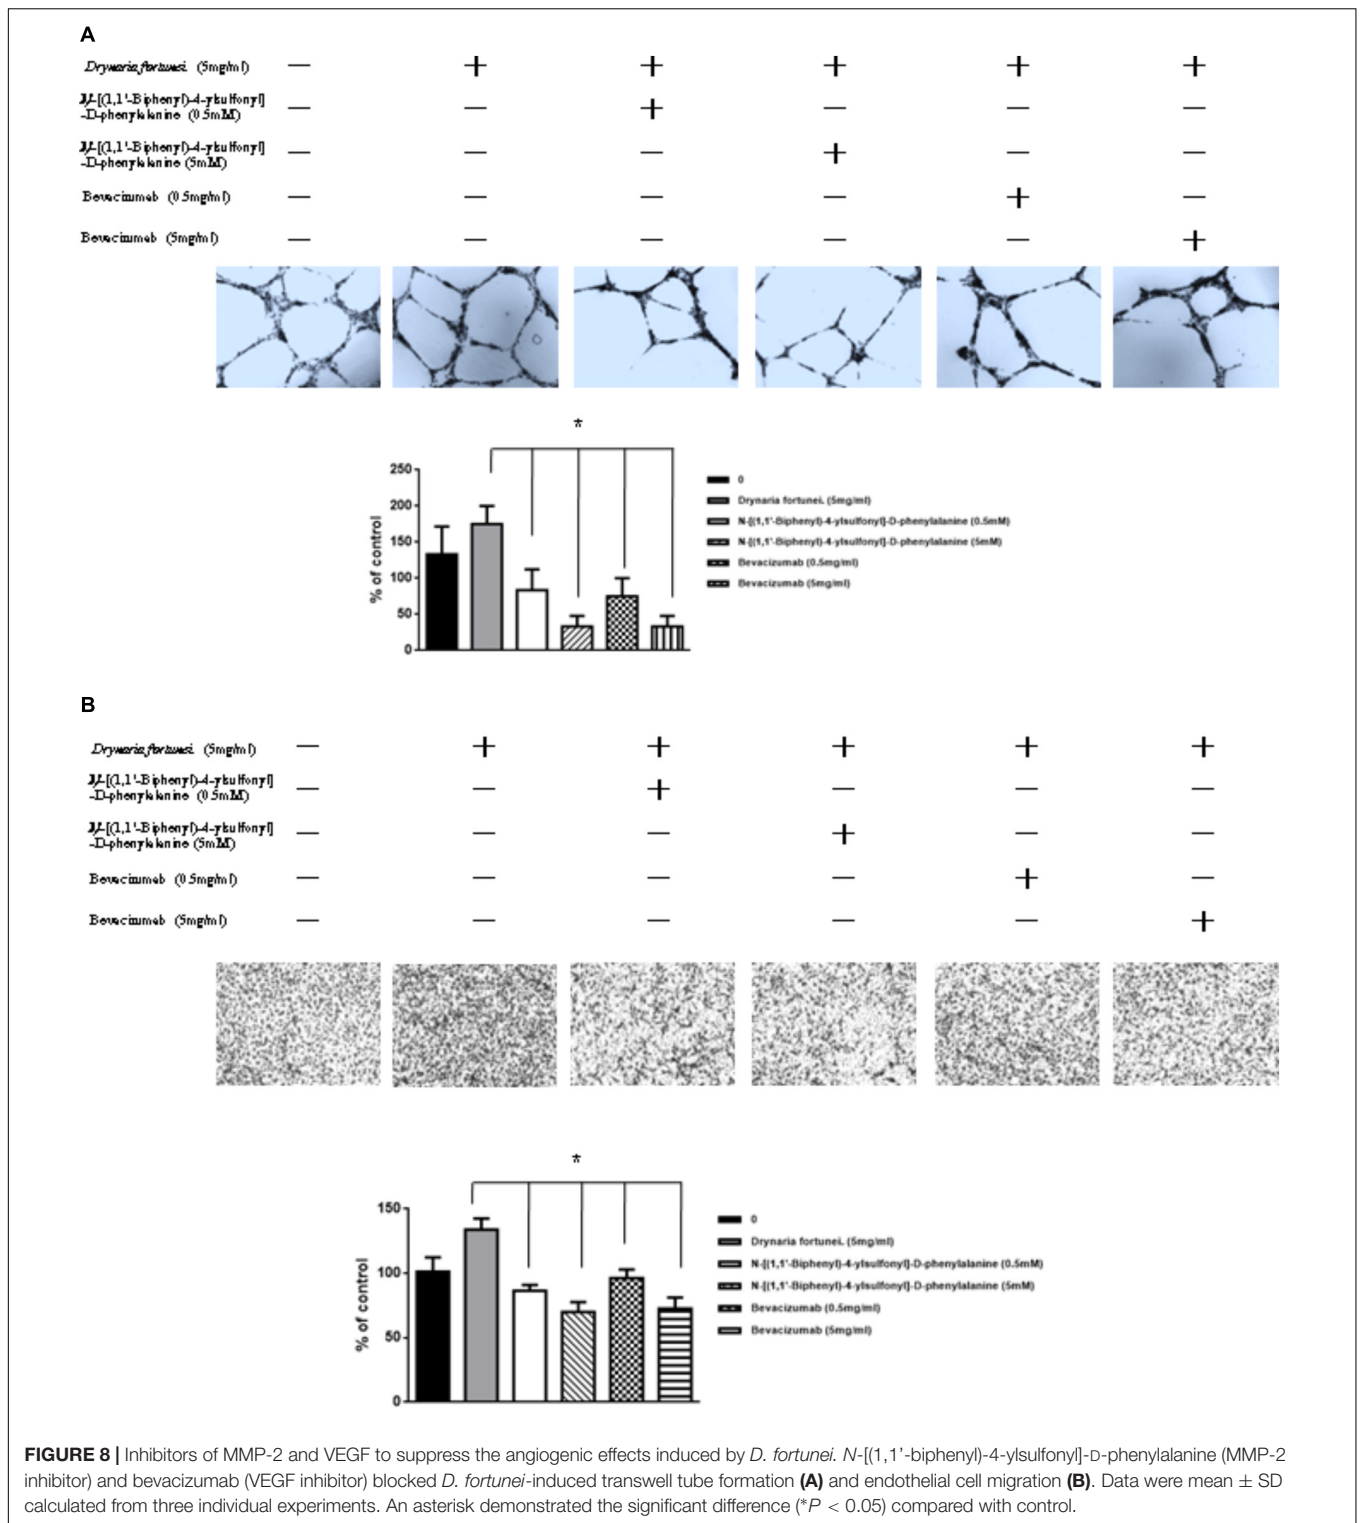 A
Drynaria fortunei. (5mg/ml) — + + + + +
N-[(1,1'-Biphenyl)-4-ylsulfonyl]
-D-phenylalanine (0.5mM) — — + — — —
N-[(1,1'-Biphenyl)-4-ylsulfonyl]
-D-phenylalanine (5mM) — — — + — —
Bevacizumab (0.5mg/ml) — — — — + —
Bevacizumab (5mg/ml) — — — — — +
*
% of control
250
200
150
100
50
0
0
Drynaria fortunei. (5mg/ml)
N-[(1,1'-Biphenyl)-4-ylsulfonyl]-D-phenylalanine (0.5mM)
N-[(1,1'-Biphenyl)-4-ylsulfonyl]-D-phenylalanine (5mM)
Bevacizumab (0.5mg/ml)
Bevacizumab (5mg/ml)
B
Drynaria fortunei. (5mg/ml) — + + + + +
N-[(1,1'-Biphenyl)-4-ylsulfonyl]
-D-phenylalanine (0.5mM) — — + — — —
N-[(1,1'-Biphenyl)-4-ylsulfonyl]
-D-phenylalanine (5mM) — — — + — —
Bevacizumab (0.5mg/ml) — — — — + —
Bevacizumab (5mg/ml) — — — — — +
*
% of control
150
100
50
0
0
Drynaria fortunei. (5mg/ml)
N-[(1,1'-Biphenyl)-4-ylsulfonyl]-D-phenylalanine (0.5mM)
N-[(1,1'-Biphenyl)-4-ylsulfonyl]-D-phenylalanine (5mM)
Bevacizumab (0.5mg/ml)
Bevacizumab (5mg/ml)
FIGURE 8 | Inhibitors of MMP-2 and VEGF to suppress the angiogenic effects induced by D. fortunei. N-[(1,1'-biphenyl)-4-ylsulfonyl]-D-phenylalanine (MMP-2
inhibitor) and bevacizumab (VEGF inhibitor) blocked D. fortunei-induced transwell tube formation (A) and endothelial cell migration (B). Data were mean ± SD
calculated from three individual experiments. An asterisk demonstrated the significant difference (*P < 0.05) compared with control.